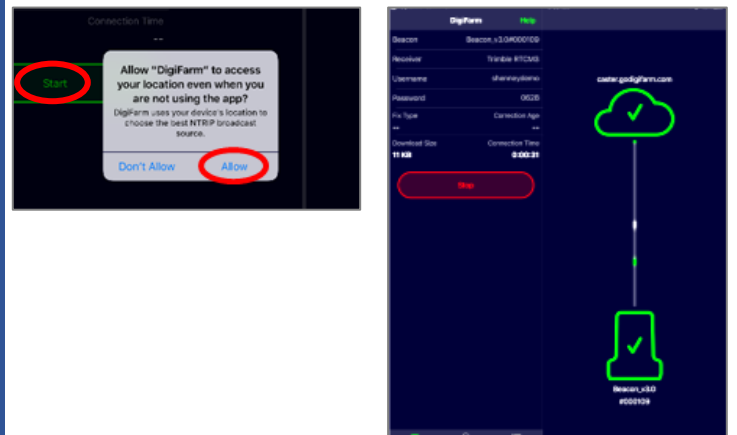 Connection Time
--
Start
Allow "DigiFarm" to access
your location even when you
are not using the app?
DigiFarm uses your device's location to
choose the best NTRIP broadcast
source.
Don't Allow Allow
DigiFarm Help
Beacon Beacon_v3.0#000109
Receiver Trimble RTCM3
Username
Password 0628
Fix Type Correction Age
-- --
Download Size Connection Time
11 KB 0:00:31
Stop
caster.godigifarm.com
Beacon_v3.0
#000109